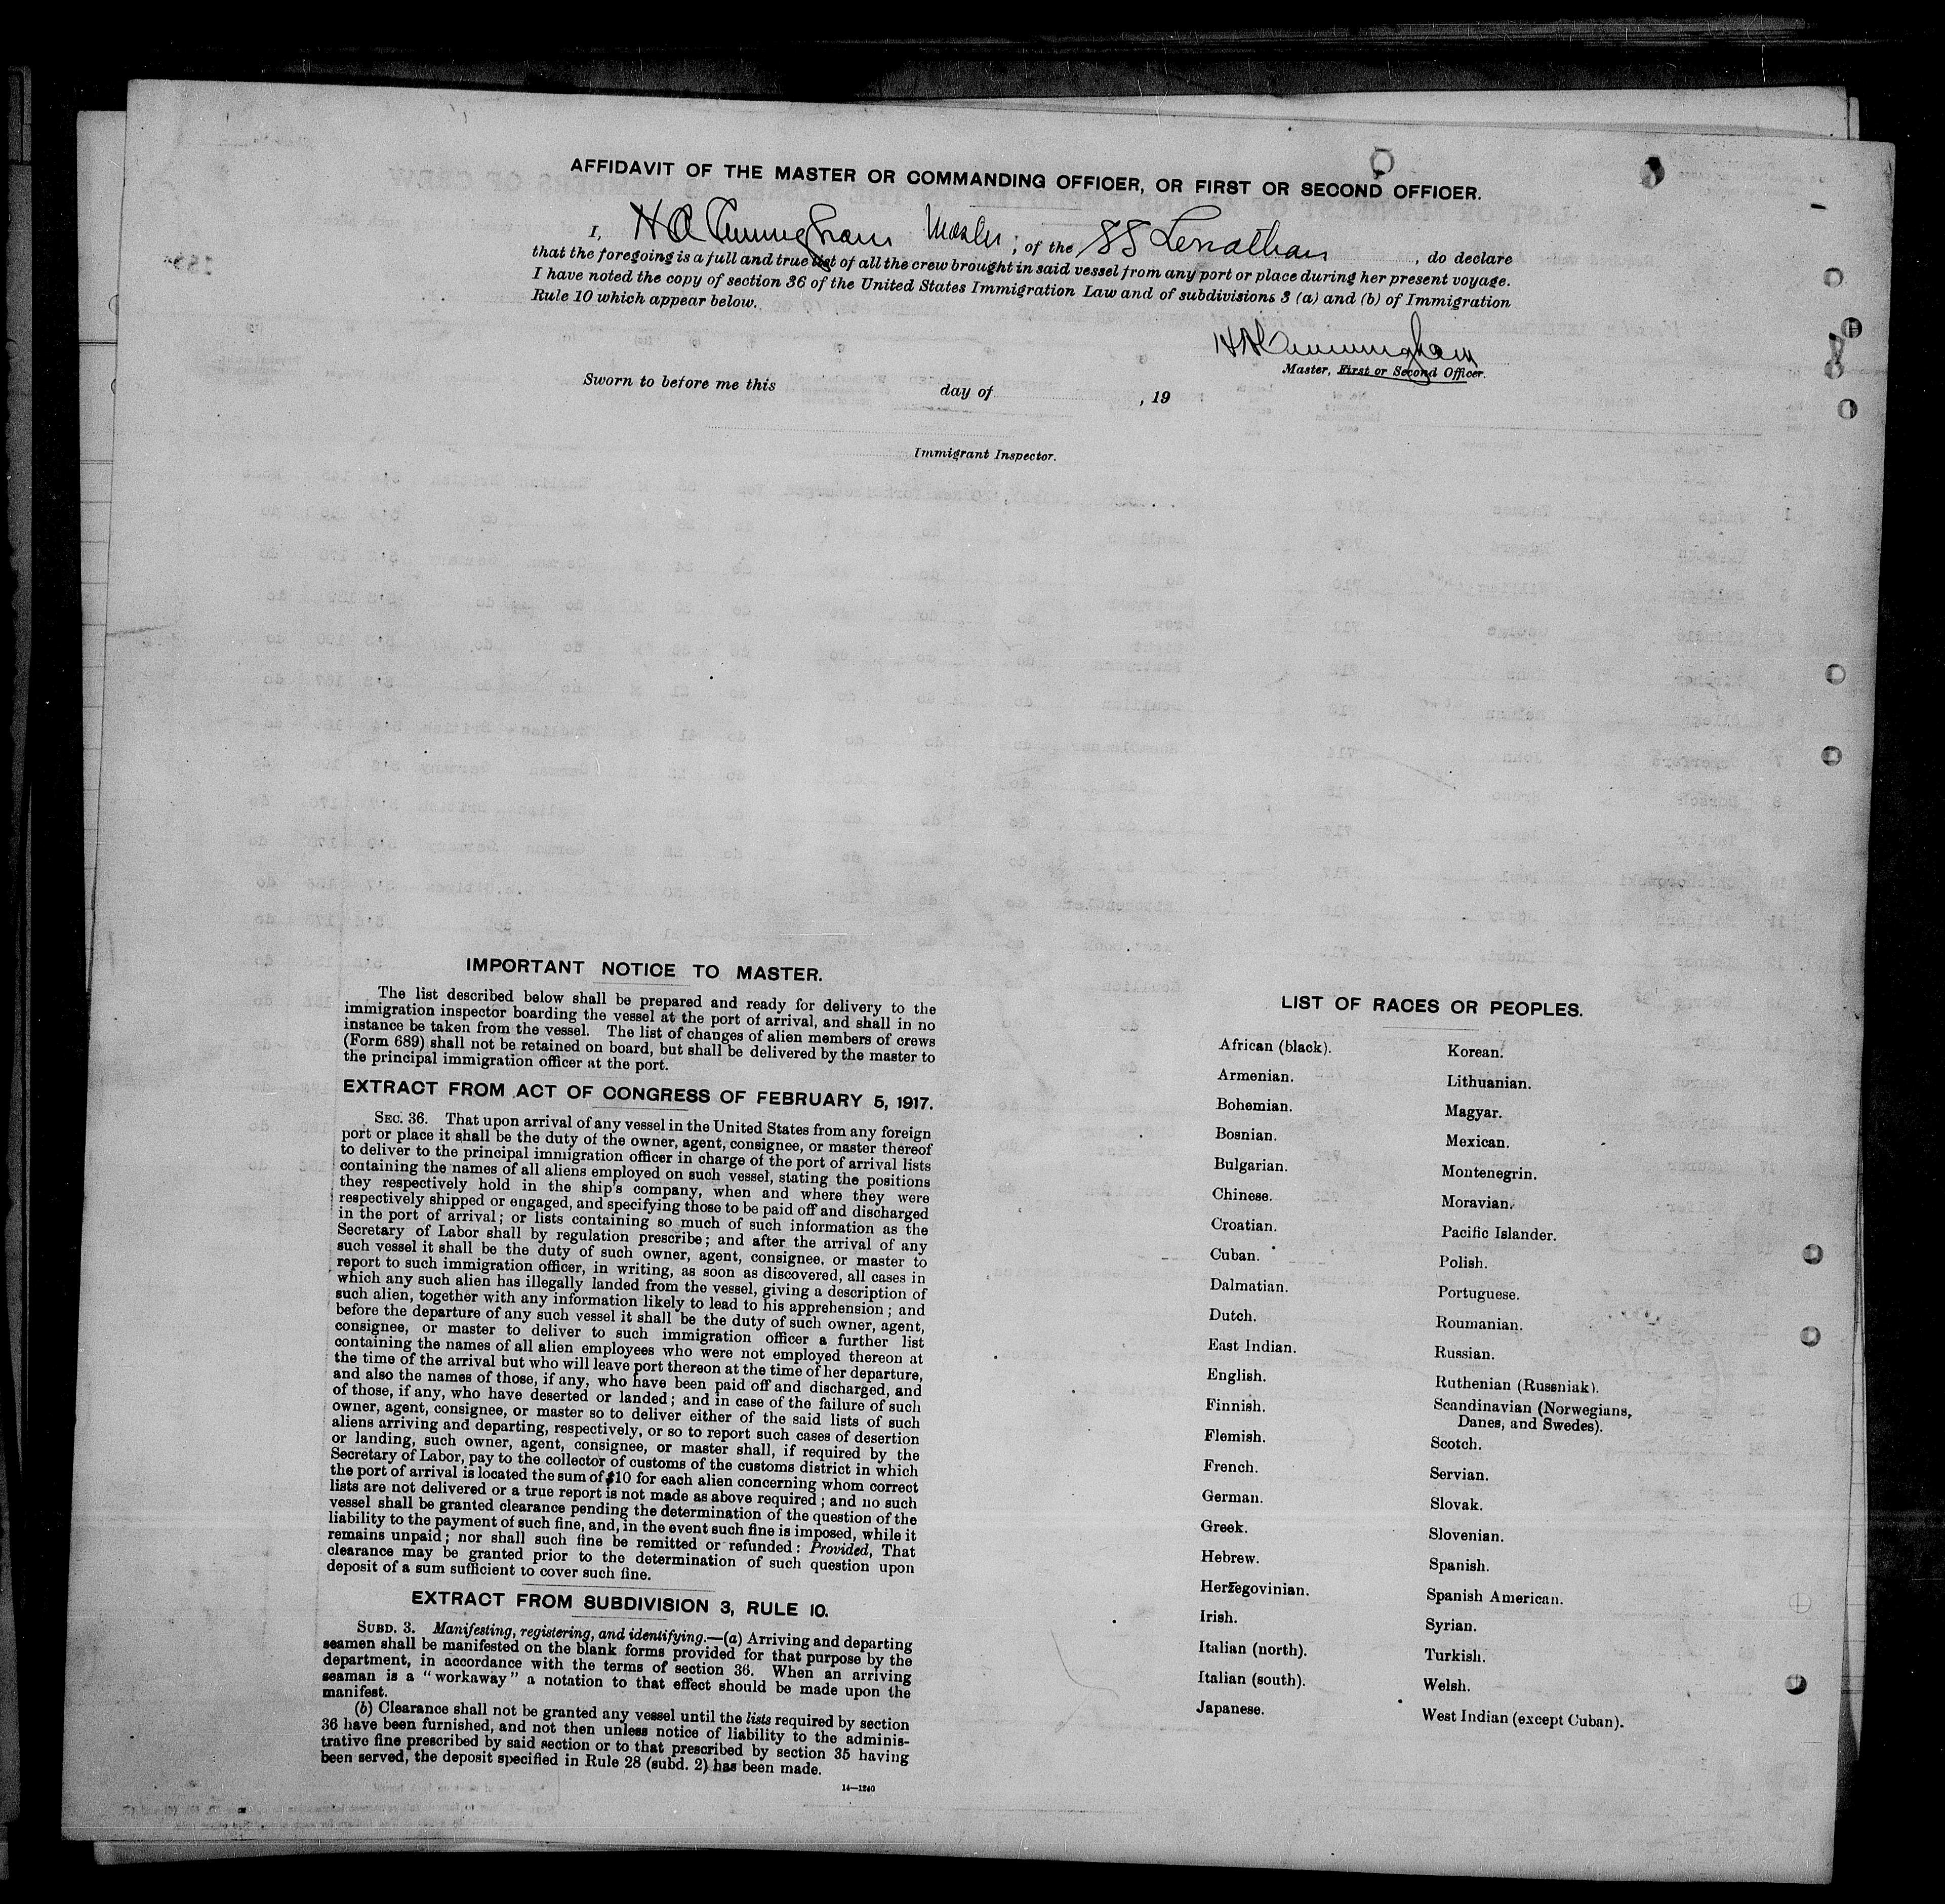 AFFIDAVIT OF THE MASTER OR COMMANDING OFFICER, OR FIRST OR SECOND OFFICER.
I, H A Cunningham Master, of the SS Leviathan, do declare
that the foregoing is a full and true list of all the crew brought in said vessel from any port or place during her present voyage.
I have noted the copy of section 36 of the United States Immigration Law and of subdivisions 3 (a) and (b) of Immigration
Rule 10 which appear below.
H A Cunningham
Master, First or Second Officer.
Sworn to before me this day of , 19
Immigrant Inspector.
IMPORTANT NOTICE TO MASTER.
The list described below shall be prepared and ready for delivery to the
immigration inspector boarding the vessel at the port of arrival, and shall in no
instance be taken from the vessel. The list of changes of alien members of crews
(Form 689) shall not be retained on board, but shall be delivered by the master to
the principal immigration officer at the port.
EXTRACT FROM ACT OF CONGRESS OF FEBRUARY 5, 1917.
SEC. 36. That upon arrival of any vessel in the United States from any foreign
port or place it shall be the duty of the owner, agent, consignee, or master thereof
to deliver to the principal immigration officer in charge of the port of arrival lists
containing the names of all aliens employed on such vessel, stating the positions
they respectively hold in the ship's company, when and where they were
respectively shipped or engaged, and specifying those to be paid off and discharged
in the port of arrival; or lists containing so much of such information as the
Secretary of Labor shall by regulation prescribe; and after the arrival of any
such vessel it shall be the duty of such owner, agent, consignee, or master to
report to such immigration officer, in writing, as soon as discovered, all cases in
which any such alien has illegally landed from the vessel, giving a description of
such alien, together with any information likely to lead to his apprehension; and
before the departure of any such vessel it shall be the duty of such owner, agent,
consignee, or master to deliver to such immigration officer a further list
containing the names of all alien employees who were not employed thereon at
the time of the arrival but who will leave port thereon at the time of her departure,
and also the names of those, if any, who have been paid off and discharged, and
of those, if any, who have deserted or landed; and in case of the failure of such
owner, agent, consignee, or master so to deliver either of the said lists of such
aliens arriving and departing, respectively, or so to report such cases of desertion
or landing, such owner, agent, consignee, or master shall, if required by the
Secretary of Labor, pay to the collector of customs of the customs district in which
the port of arrival is located the sum of $10 for each alien concerning whom correct
lists are not delivered or a true report is not made as above required; and no such
vessel shall be granted clearance pending the determination of the question of the
liability to the payment of such fine, and, in the event such fine is imposed, while it
remains unpaid; nor shall such fine be remitted or refunded: Provided, That
clearance may be granted prior to the determination of such question upon
deposit of a sum sufficient to cover such fine.
EXTRACT FROM SUBDIVISION 3, RULE 10.
SUBD. 3. Manifesting, registering, and identifying.—(a) Arriving and departing
seamen shall be manifested on the blank forms provided for that purpose by the
department, in accordance with the terms of section 36. When an arriving
seaman is a "workaway" a notation to that effect should be made upon the
manifest.
(b) Clearance shall not be granted any vessel until the lists required by section
36 have been furnished, and not then unless notice of liability to the adminis-
trative fine prescribed by said section or to that prescribed by section 35 having
been served, the deposit specified in Rule 28 (subd. 2) has been made.
14—1240
LIST OF RACES OR PEOPLES.
African (black).
Armenian.
Bohemian.
Bosnian.
Bulgarian.
Chinese.
Croatian.
Cuban.
Dalmatian.
Dutch.
East Indian.
English.
Finnish.
Flemish.
French.
German.
Greek.
Hebrew.
Herzegovinian.
Irish.
Italian (north).
Italian (south).
Japanese.
Korean.
Lithuanian.
Magyar.
Mexican.
Montenegrin.
Moravian.
Pacific Islander.
Polish.
Portuguese.
Roumanian.
Russian.
Ruthenian (Russniak).
Scandinavian (Norwegians,
Danes, and Swedes).
Scotch.
Servian.
Slovak.
Slovenian.
Spanish.
Spanish American.
Syrian.
Turkish.
Welsh.
West Indian (except Cuban).